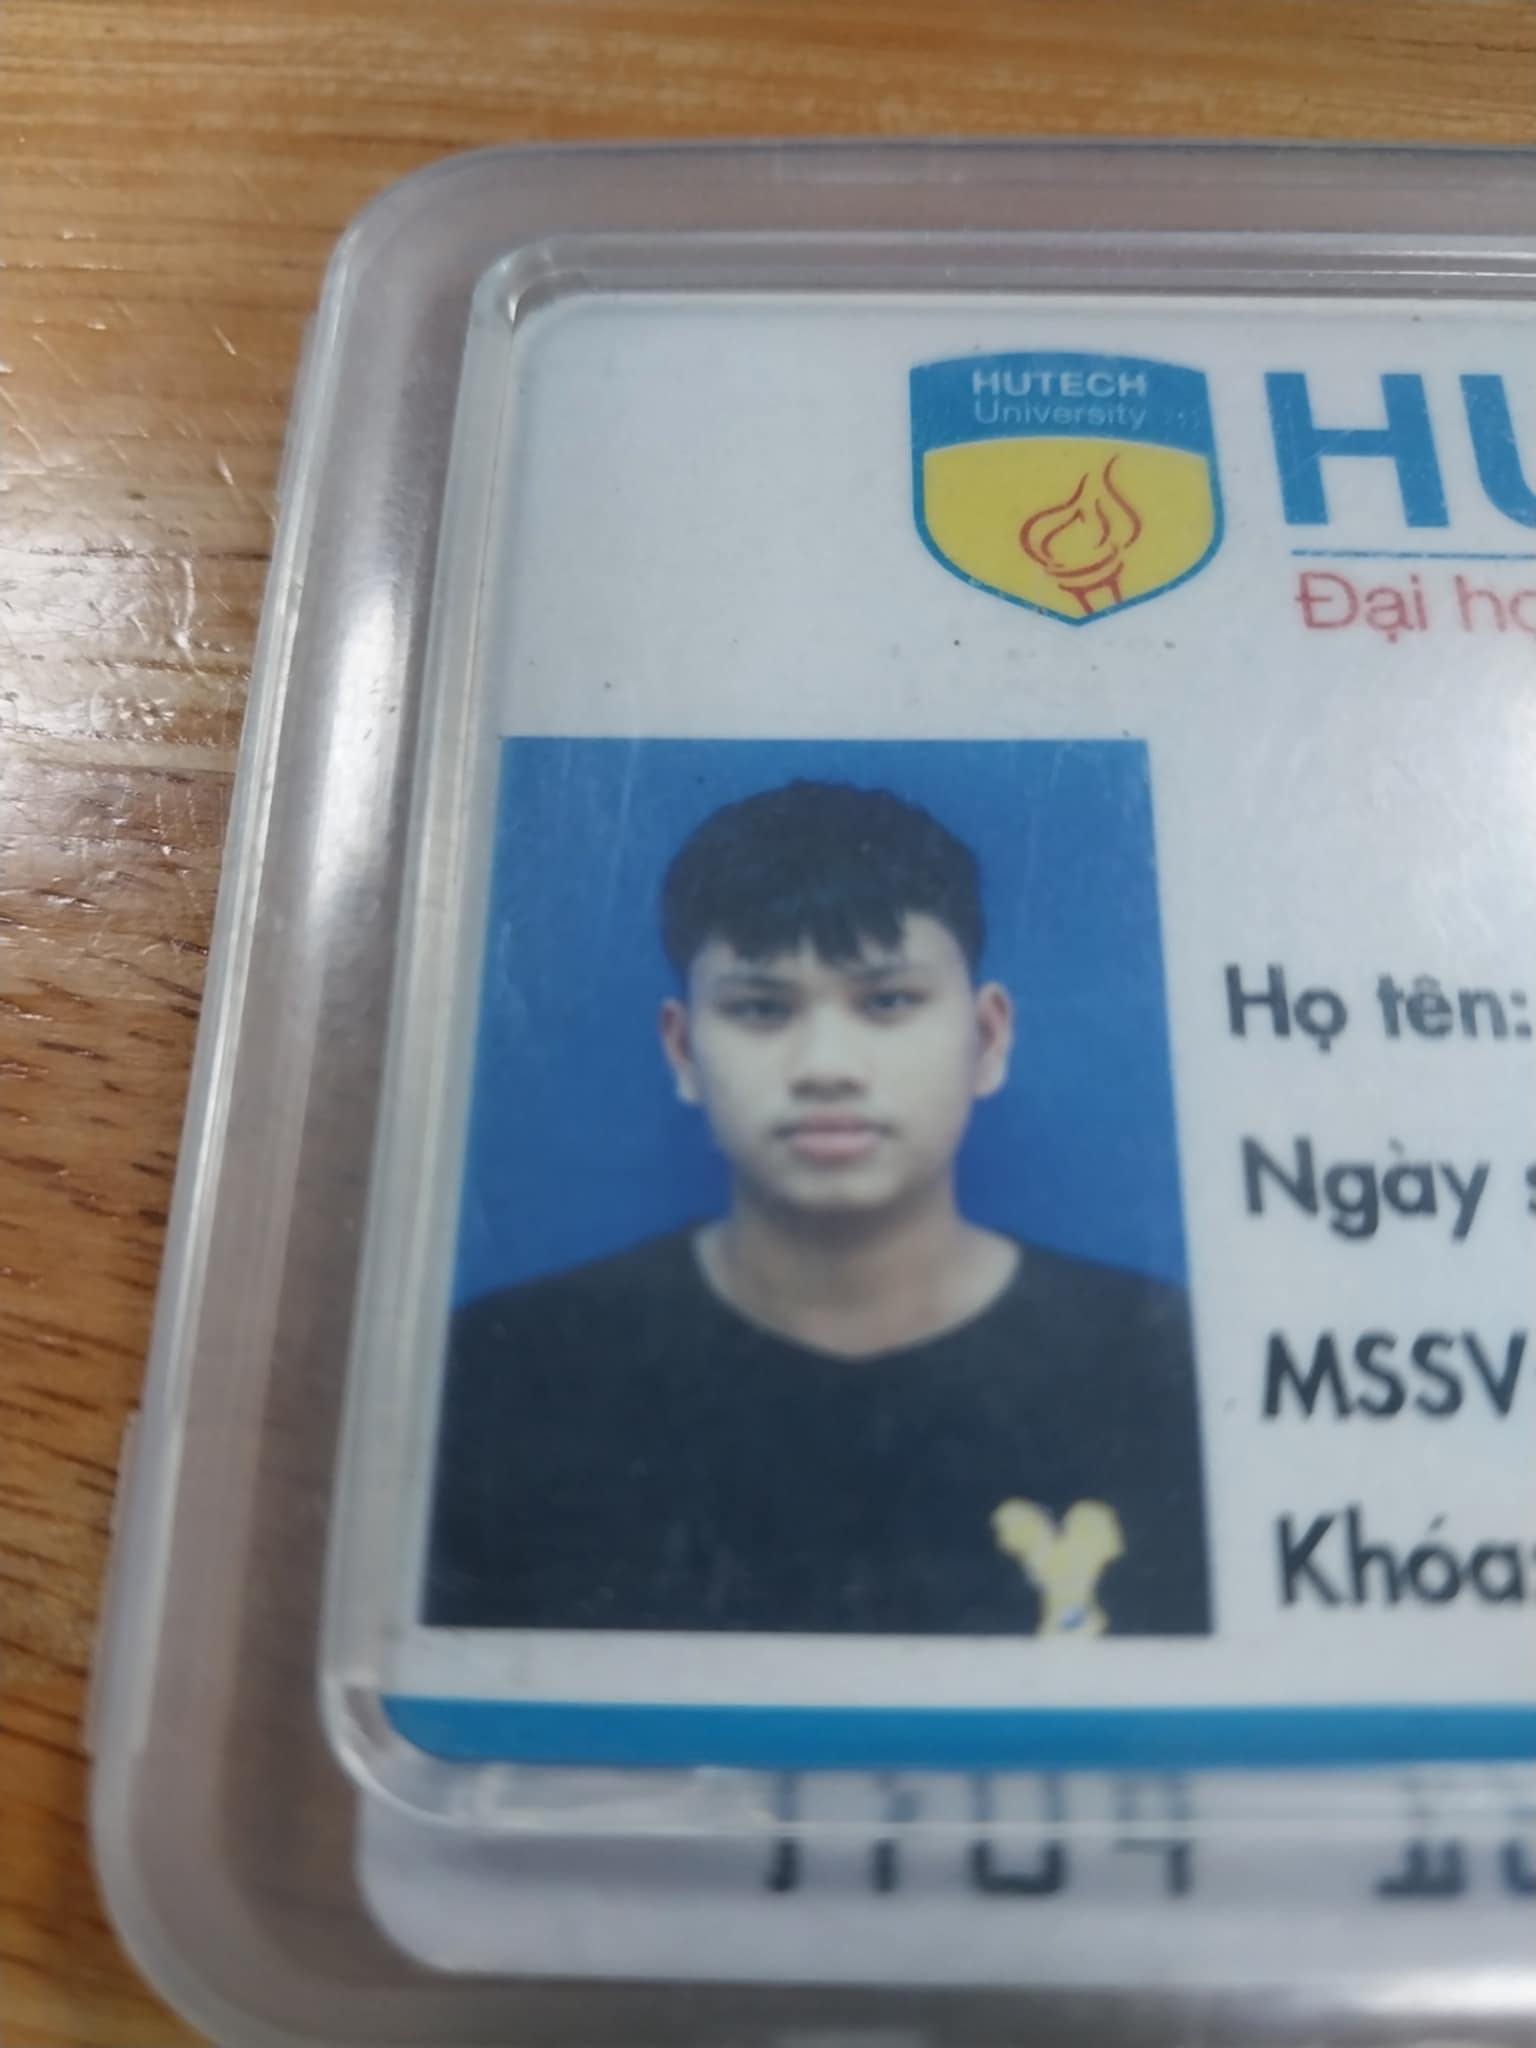 HUTECH
University
HU
Đại họ
Họ tên:
Ngày s
MSSV
Khóa: